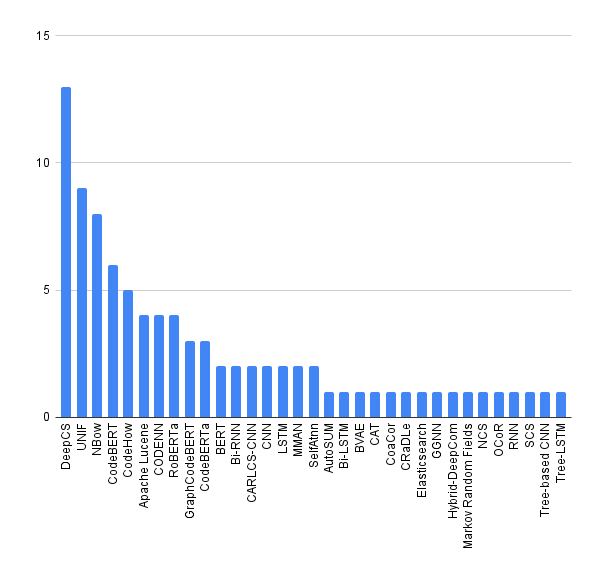 15
10
5
0
DeepCS
UNIF
NBow
CodeBERT
CodeHow
Apache Lucene
CODENN
RoBERTa
GraphCodeBERT
CodeBERTa
BERT
Bi-RNN
CARLCS-CNN
CNN
LSTM
MMAN
SelfAtnn
AutoSUM
Bi-LSTM
BVAE
CAT
CoaCor
CRaDLe
Elasticsearch
GGNN
Hybrid-DeepCom
Markov Random Fields
NCS
OCoR
RNN
SCS
Tree-based CNN
Tree-LSTM